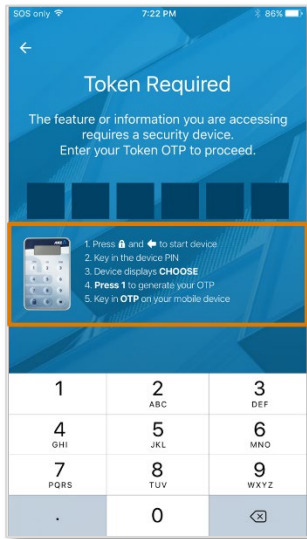 SOS only 7:22 PM 86%
Token Required
The feature or information you are accessing
requires a security device.
Enter your Token OTP to proceed.
1. Press and to start device
2. Key in the device PIN
3. Device displays CHOOSE
4. Press 1 to generate your OTP
5. Key in OTP on your mobile device
1 2 3
ABC DEF
4 5 6
GHI JKL MNO
7 8 9
PQRS TUV WXYZ
. 0